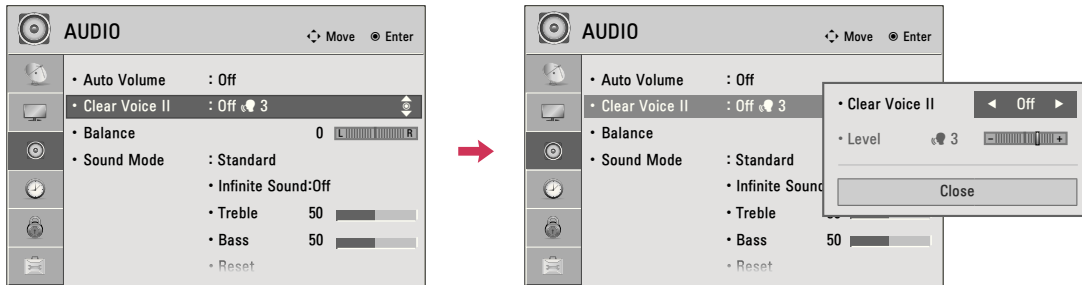 AUDIO
Move Enter
• Auto Volume : Off
• Clear Voice II : Off 3
• Balance 0 L R
• Sound Mode : Standard
• Infinite Sound:Off
• Treble 50
• Bass 50
• Reset
AUDIO
Move Enter
• Auto Volume : Off
• Clear Voice II : Off 3
• Balance
• Sound Mode : Standard
• Infinite Sound
• Treble
• Bass 50
• Reset
• Clear Voice II ◄ Off ►
• Level 3 - +
Close